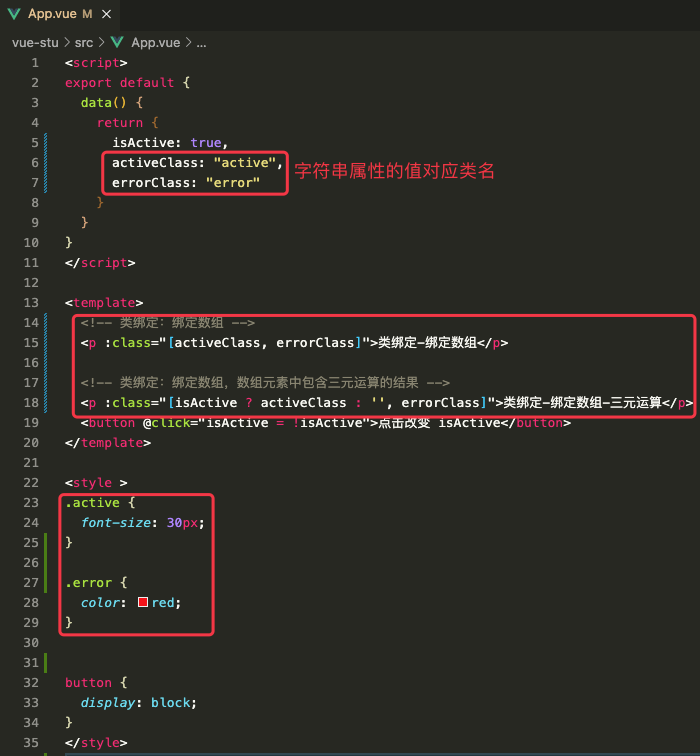 App.vue M ×
vue-stu > src > App.vue > ...
1 <script>
2 export default {
3 data() {
4 return {
5 isActive: true,
6 activeClass: "active", 字符串属性的值对应类名
7 errorClass: "error"
8 }
9 }
10 }
11 </script>
12
13 <template>
14 <!-- 类绑定：绑定数组 -->
15 <p :class="[activeClass, errorClass]">类绑定-绑定数组</p>
16
17 <!-- 类绑定：绑定数组，数组元素中包含三元运算的结果 -->
18 <p :class="[isActive ? activeClass : '', errorClass]">类绑定-绑定数组-三元运算</p>
19 <button @click="isActive = !isActive">点击改变 isActive</button>
20 </template>
21
22 <style >
23 .active {
24 font-size: 30px;
25 }
26
27 .error {
28 color: red;
29 }
30
31
32 button {
33 display: block;
34 }
35 </style>